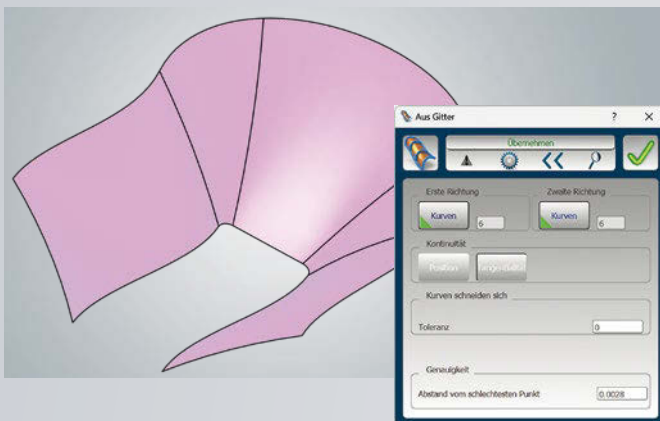 Aus Gitter ? ×
Übernehmen
Erste Richtung Zweite Richtung
Kurven 6 Kurven 6
Kontinuität
Position
Kurven schneiden sich
Toleranz 0
Genauigkeit
Abstand vom schlechtesten Punkt 0.0028